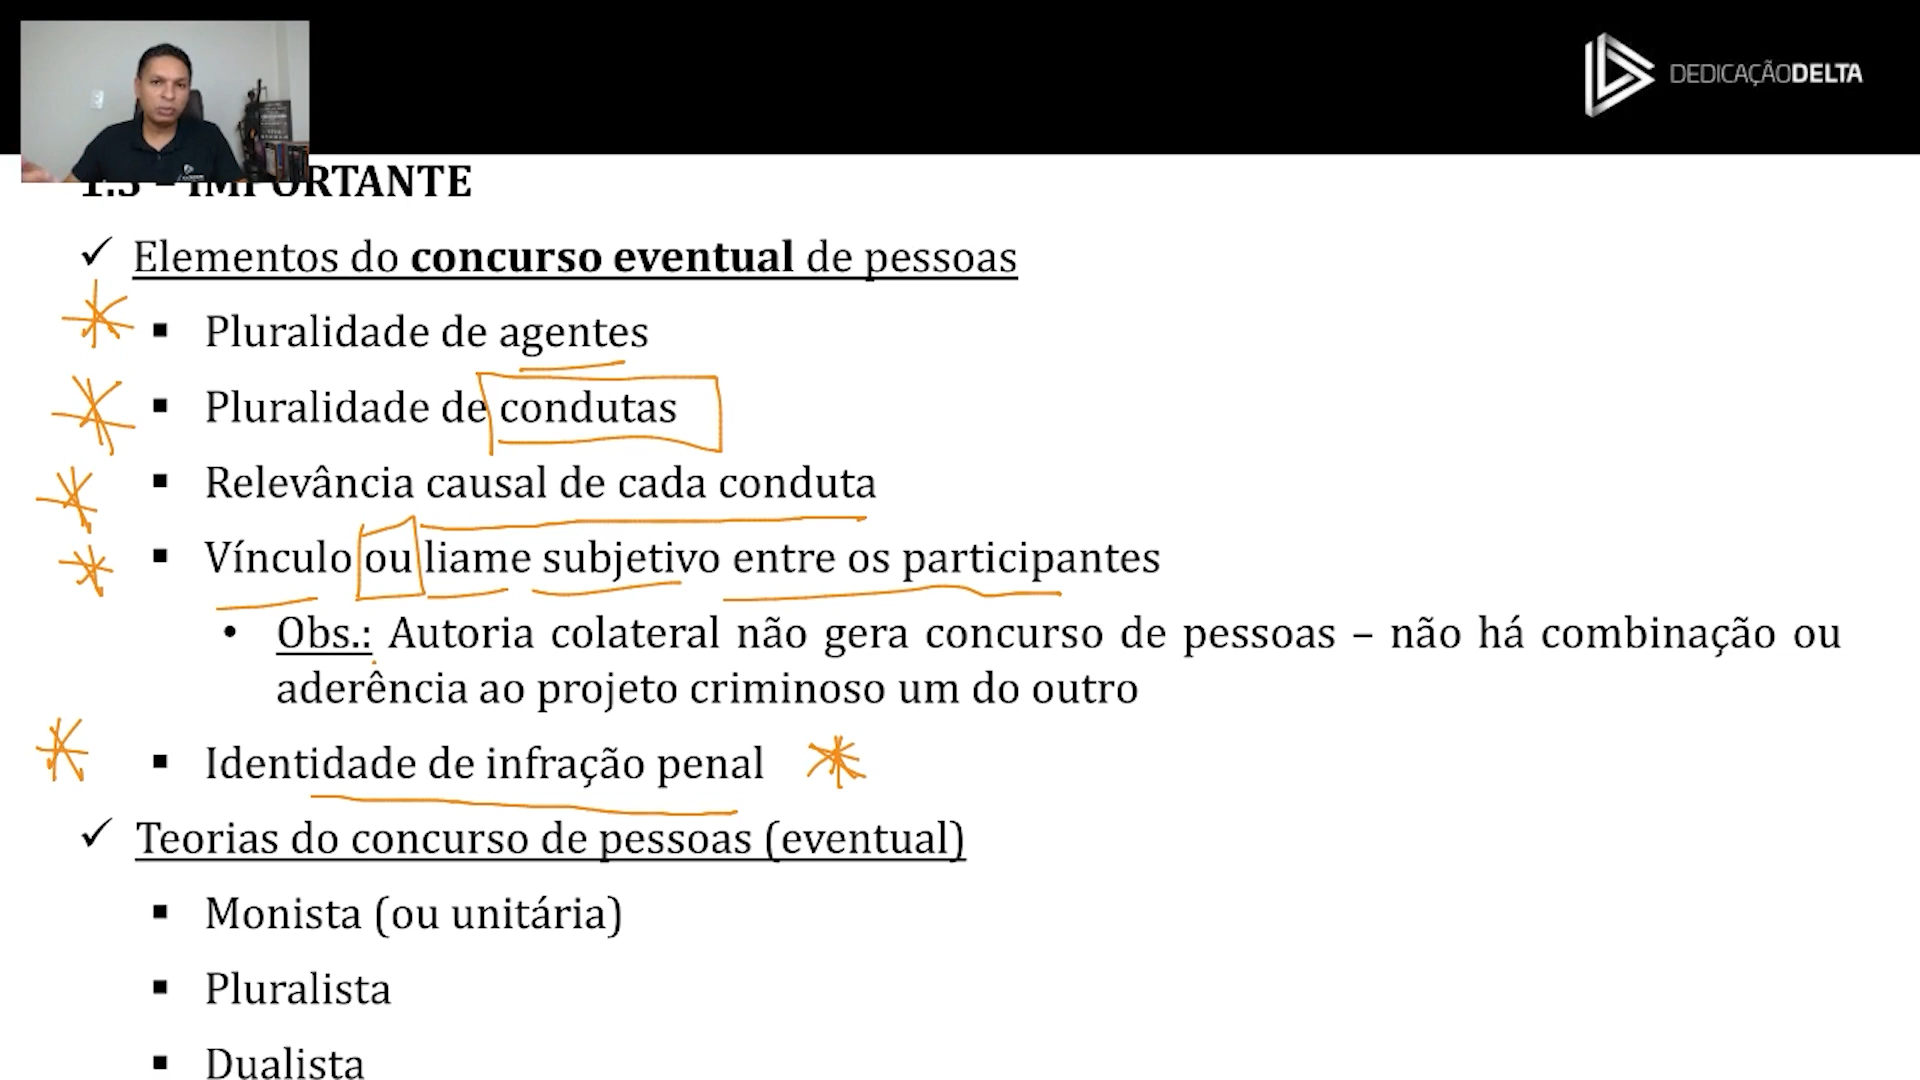 DEDICAÇÃODELTA
1.3 – IMPORTANTE
✓ Elementos do concurso eventual de pessoas
▪ Pluralidade de agentes
▪ Pluralidade de condutas
▪ Relevância causal de cada conduta
▪ Vínculo ou liame subjetivo entre os participantes
• Obs.: Autoria colateral não gera concurso de pessoas – não há combinação ou
aderência ao projeto criminoso um do outro
▪ Identidade de infração penal
✓ Teorias do concurso de pessoas (eventual)
▪ Monista (ou unitária)
▪ Pluralista
▪ Dualista